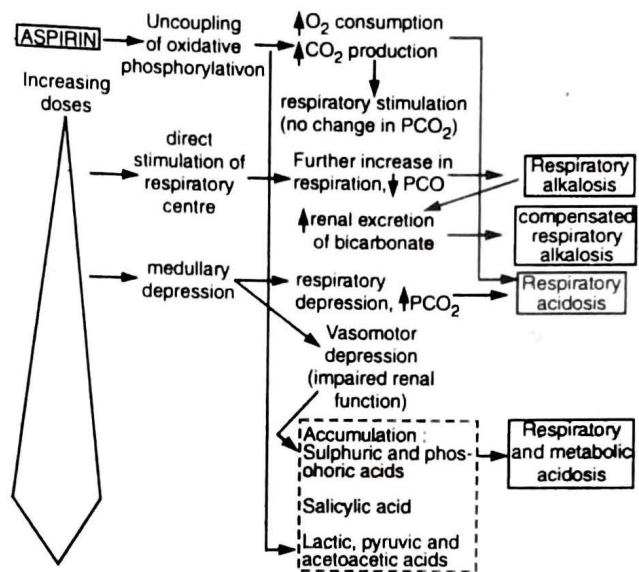 ASPIRIN
Uncoupling
of oxidative
phosphorylativon
O2 consumption
CO2 production
Increasing
doses
respiratory stimulation
(no change in PCO2)
direct
stimulation of
respiratory
centre
Further increase in
respiration, PCO
Respiratory
alkalosis
renal excretion
of bicarbonate
compensated
respiratory
alkalosis
medullary
depression
respiratory
depression, PCO2
Respiratory
acidosis
Vasomotor
depression
(impaired renal
function)
Accumulation :
Sulphuric and phos-
ohoric acids
Salicylic acid
Lactic, pyruvic and
acetoacetic acids
Respiratory
and metabolic
acidosis